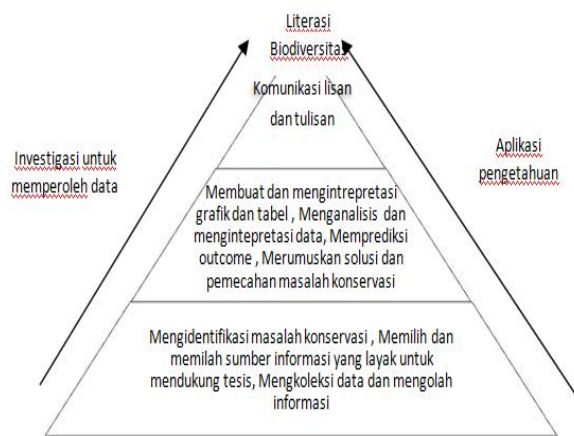 Literasi
Biodiversitas
Komunikasi lisan
dan tulisan
Investigasi untuk
memperoleh data
Aplikasi
pengetahuan
Membuat dan mengintrepretasi
grafik dan tabel , Menganalisis dan
mengintepretasi data, Memprediksi
outcome , Merumuskan solusi dan
pemecahan masalah konservasi
Mengidentifikasi masalah konservasi , Memilih dan
memilah sumber informasi yang layak untuk
mendukung tesis, Mengkoleksi data dan mengolah
informasi